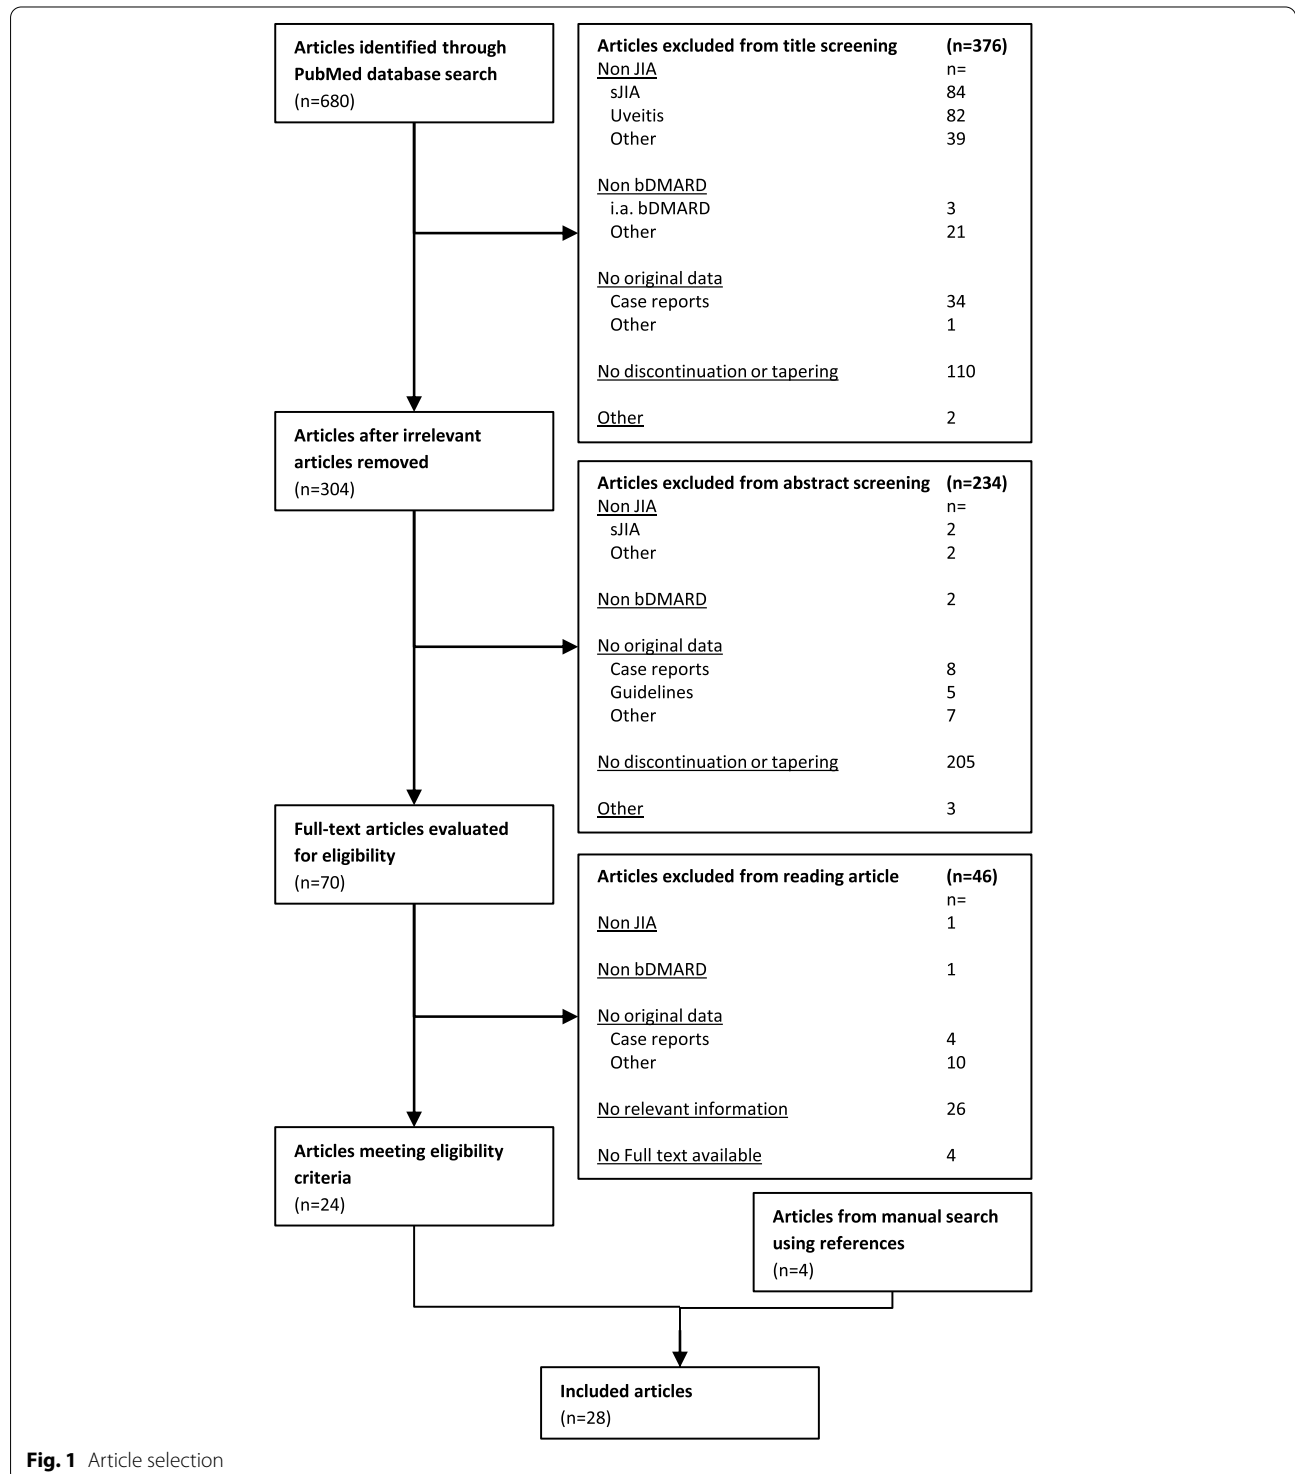 Articles identified through
PubMed database search
(n=680)
Articles excluded from title screening (n=376)
Non JIA n=
sJIA 84
Uveitis 82
Other 39
Non bDMARD
i.a. bDMARD 3
Other 21
No original data
Case reports 34
Other 1
No discontinuation or tapering 110
Other 2
Articles after irrelevant
articles removed
(n=304)
Articles excluded from abstract screening (n=234)
Non JIA n=
sJIA 2
Other 2
Non bDMARD 2
No original data
Case reports 8
Guidelines 5
Other 7
No discontinuation or tapering 205
Other 3
Full-text articles evaluated
for eligibility
(n=70)
Articles excluded from reading article (n=46)
n=
Non JIA 1
Non bDMARD 1
No original data
Case reports 4
Other 10
No relevant information 26
No Full text available 4
Articles meeting eligibility
criteria
(n=24)
Articles from manual search
using references
(n=4)
Included articles
(n=28)
Fig. 1 Article selection